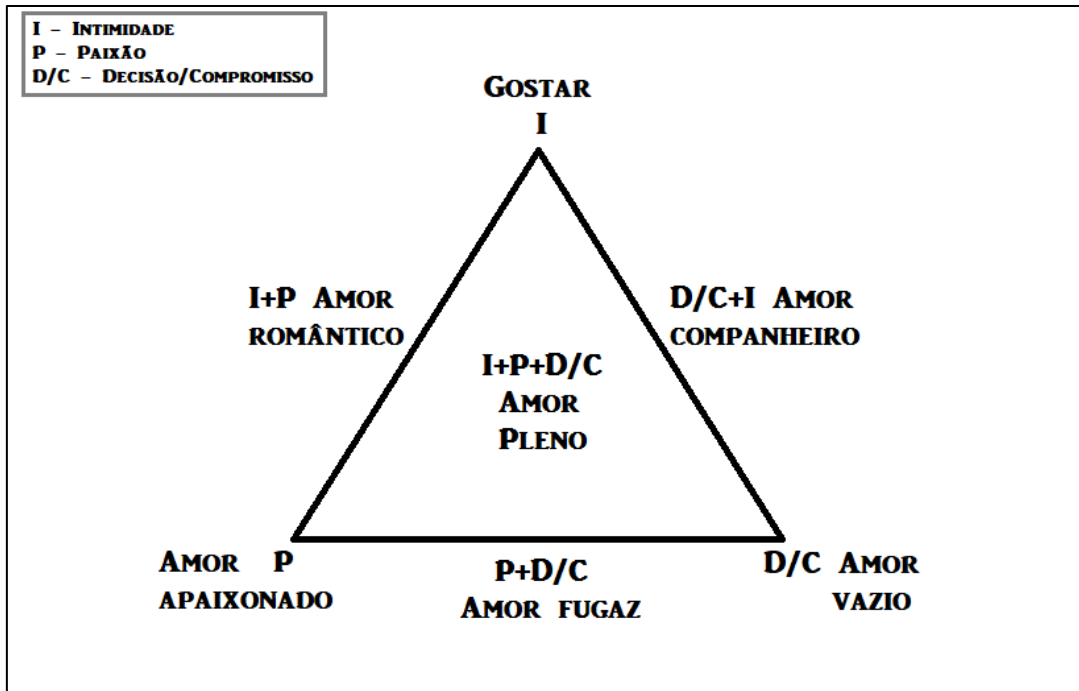 I – Intimidade
P – Paixão
D/C – Decisão/Compromisso
Gostar
I
I+P Amor
romântico
D/C+I Amor
companheiro
I+P+D/C
Amor
Pleno
Amor P
apaixonado
P+D/C
Amor fugaz
D/C Amor
vazio